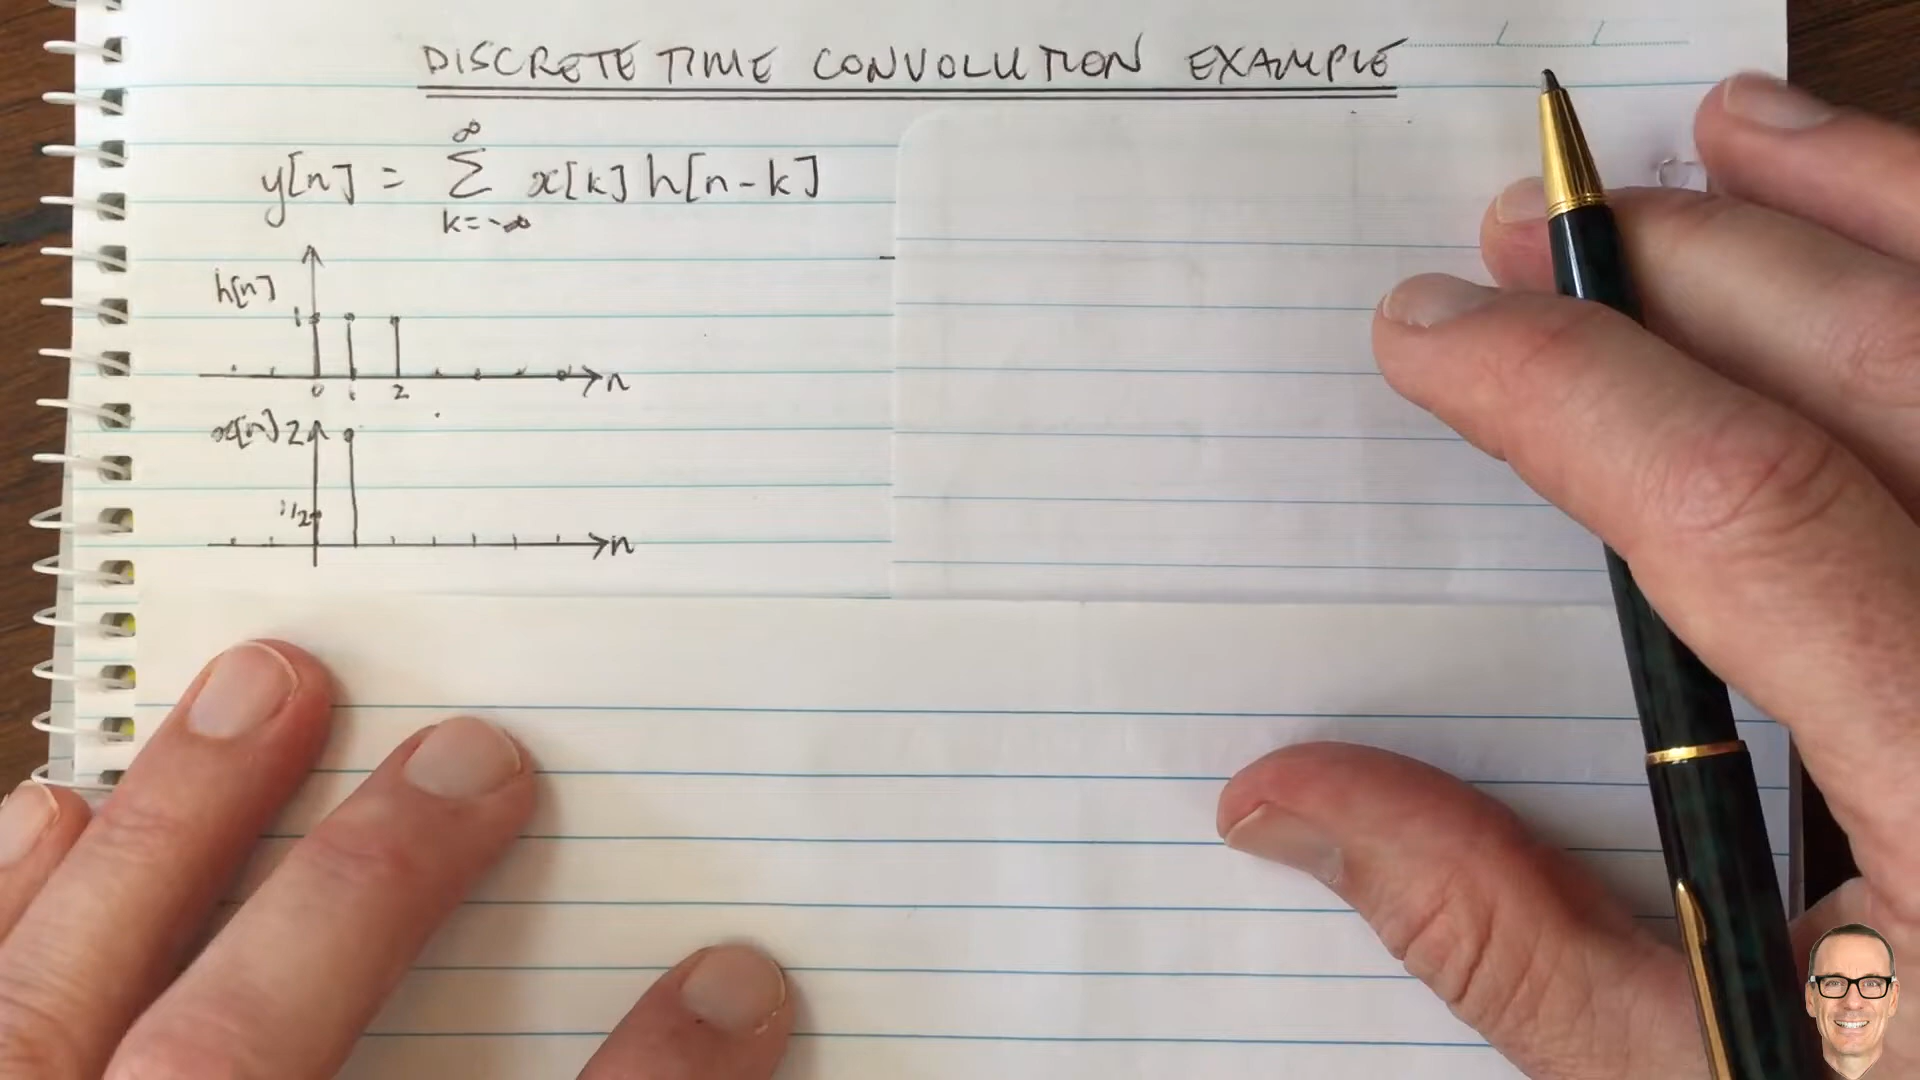 DISCRETE TIME CONVOLUTION EXAMPLE
∞
y[n] = Σ x[k] h[n-k]
k=-∞
h[n]
1
n
0 1 2
x[n] 2
1/2
n